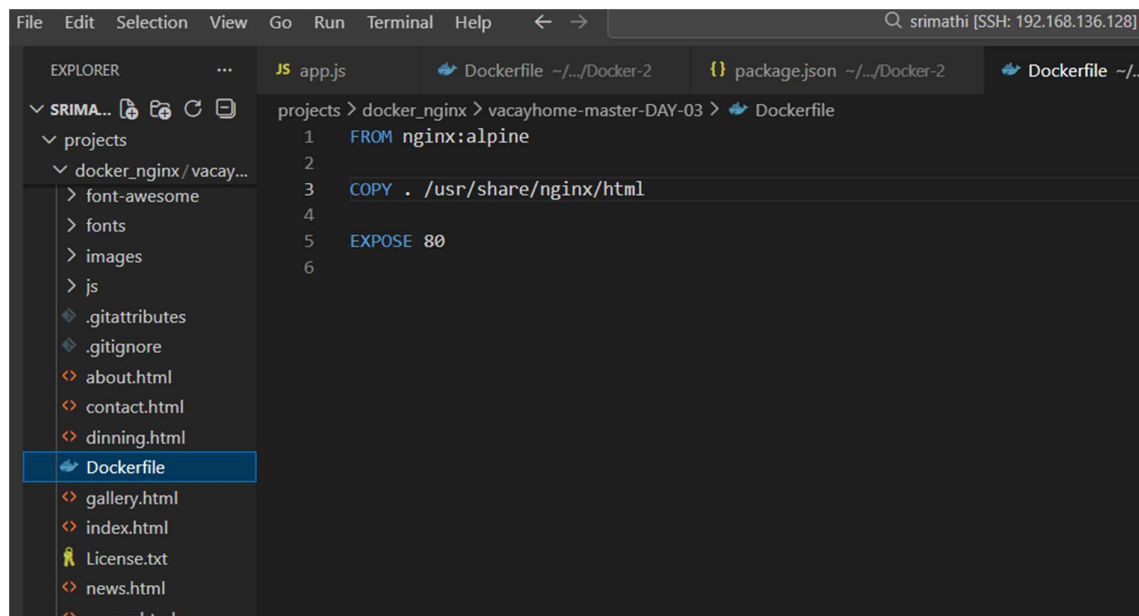 File Edit Selection View Go Run Terminal Help srimathi [SSH: 192.168.136.128]
EXPLORER ...
JS app.js Dockerfile ~/.../Docker-2 {} package.json ~/.../Docker-2 Dockerfile ~/..
SRIMA...
projects > docker_nginx > vacayhome-master-DAY-03 > Dockerfile
projects
docker_nginx / vacay...
font-awesome
fonts
images
js
.gitattributes
.gitignore
about.html
contact.html
dinning.html
Dockerfile
gallery.html
index.html
License.txt
news.html
1 FROM nginx:alpine
2
3 COPY . /usr/share/nginx/html
4
5 EXPOSE 80
6